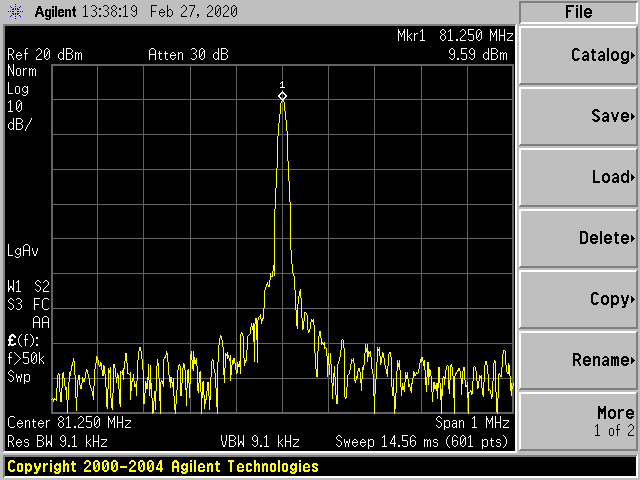 Agilent 13:38:19 Feb 27, 2020
File
Mkr1 81.250 MHz
Ref 20 dBm Atten 30 dB 9.59 dBm
Norm
Log
10
dB/
1
LgAv
W1 S2
S3 FC
AA
£(f):
f>50k
Swp
Center 81.250 MHz Span 1 MHz
Res BW 9.1 kHz VBW 9.1 kHz Sweep 14.56 ms (601 pts)
Copyright 2000-2004 Agilent Technologies
Catalog
Save
Load
Delete
Copy
Rename
More
1 of 2